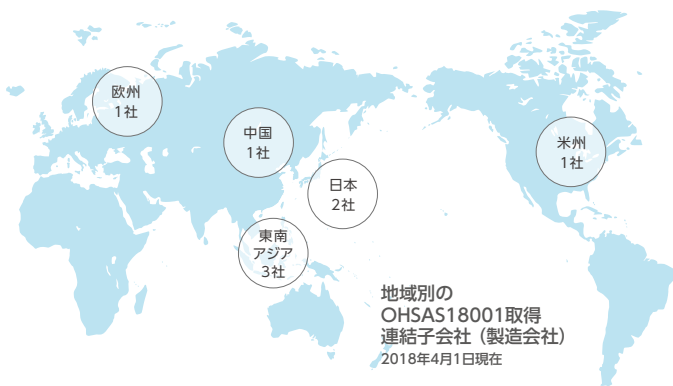 欧州
1社
中国
1社
日本
2社
東南
アジア
3社
米州
1社
地域別の
OHSAS18001取得
連結子会社（製造会社）
2018年4月1日現在